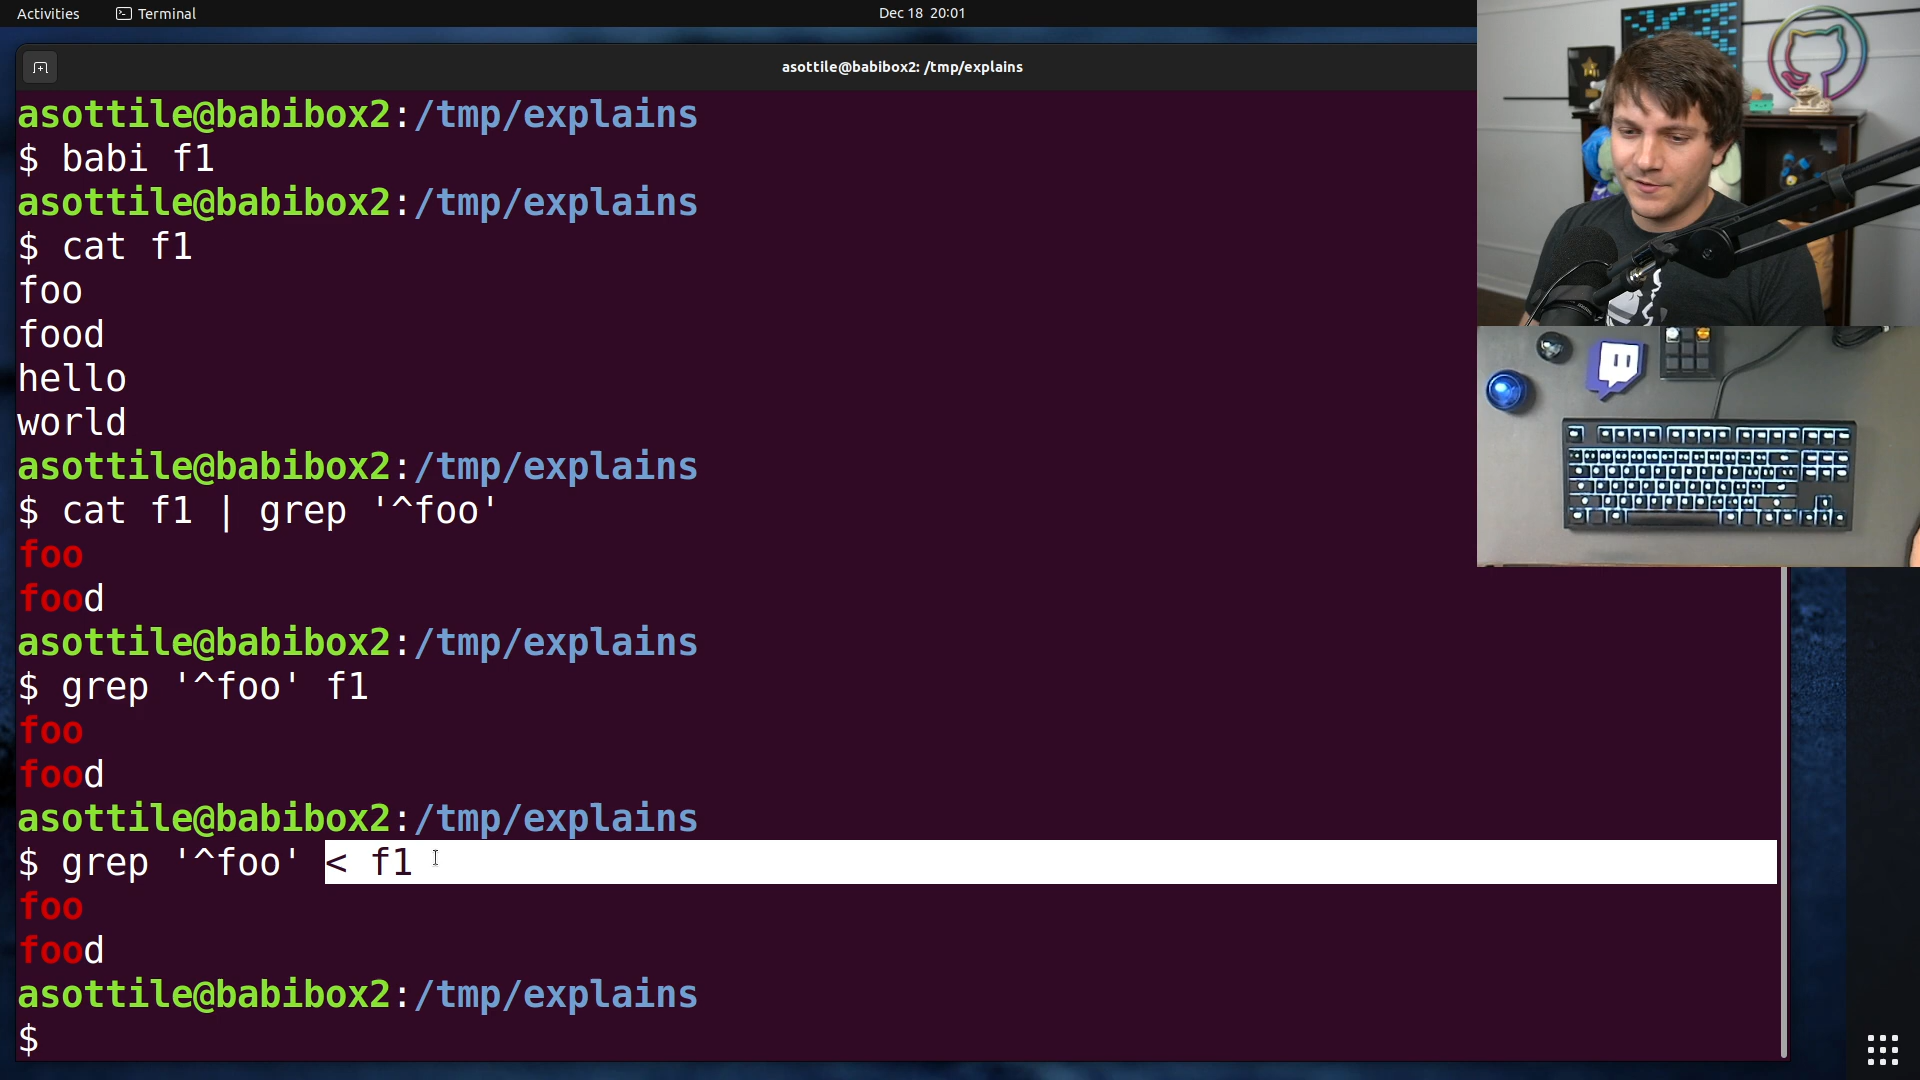 Activities
Terminal
Dec 18 20:01
asottile@babibox2: /tmp/explains
asottile@babibox2:/tmp/explains
$ babi f1
asottile@babibox2:/tmp/explains
$ cat f1
foo
food
hello
world
asottile@babibox2:/tmp/explains
$ cat f1 | grep '^foo'
foo
food
asottile@babibox2:/tmp/explains
$ grep '^foo' f1
foo
food
asottile@babibox2:/tmp/explains
$ grep '^foo' < f1
foo
food
asottile@babibox2:/tmp/explains
$